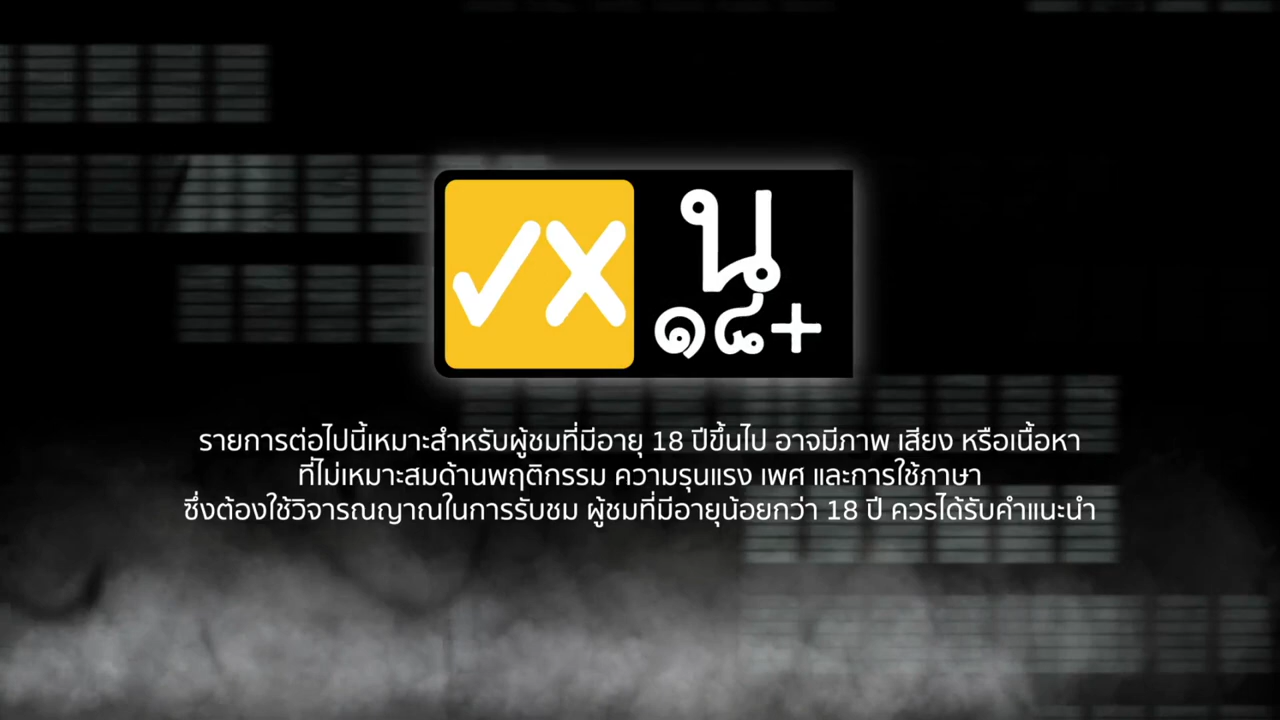 √X น
๑๘+
รายการต่อไปนี้เหมาะสำหรับผู้ชมที่มีอายุ 18 ปีขึ้นไป อาจมีภาพ เสียง หรือเนื้อหา
ที่ไม่เหมาะสมด้านพฤติกรรม ความรุนแรง เพศ และการใช้ภาษา
ซึ่งต้องใช้วิจารณญาณในการรับชม ผู้ชมที่มีอายุน้อยกว่า 18 ปี ควรได้รับคำแนะนำ